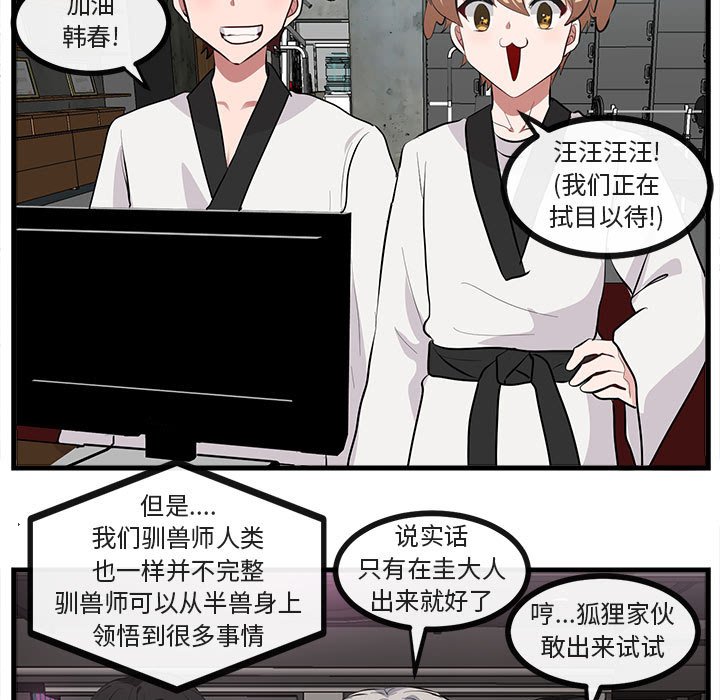 加油
韩春!
汪汪汪汪!
(我们正在
拭目以待!)
但是....
我们驯兽师人类
也一样并不完整
驯兽师可以从半兽身上
领悟到很多事情
说实话
只有在圭大人
出来就好了
哼...狐狸家伙
敢出来试试